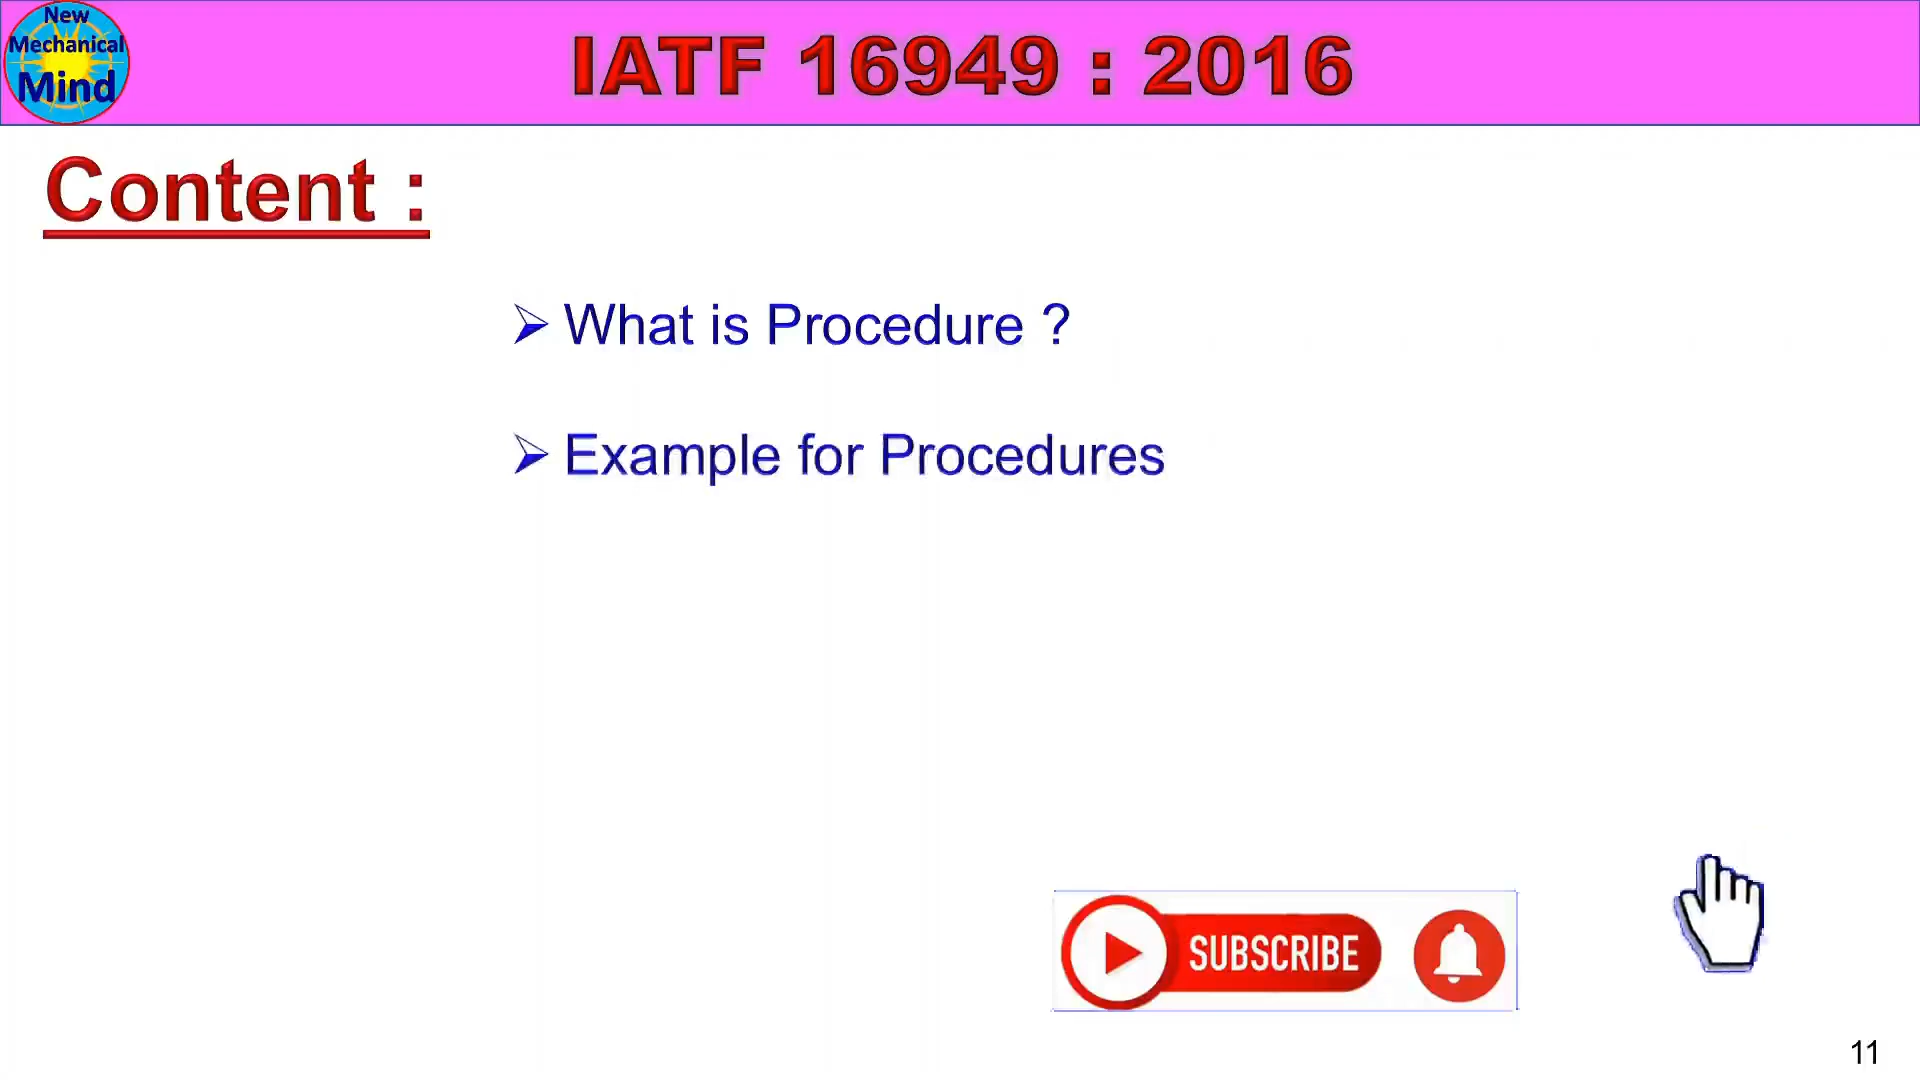 New
Mechanical
Mind
IATF 16949 : 2016
Content :
What is Procedure ?
Example for Procedures
SUBSCRIBE
11